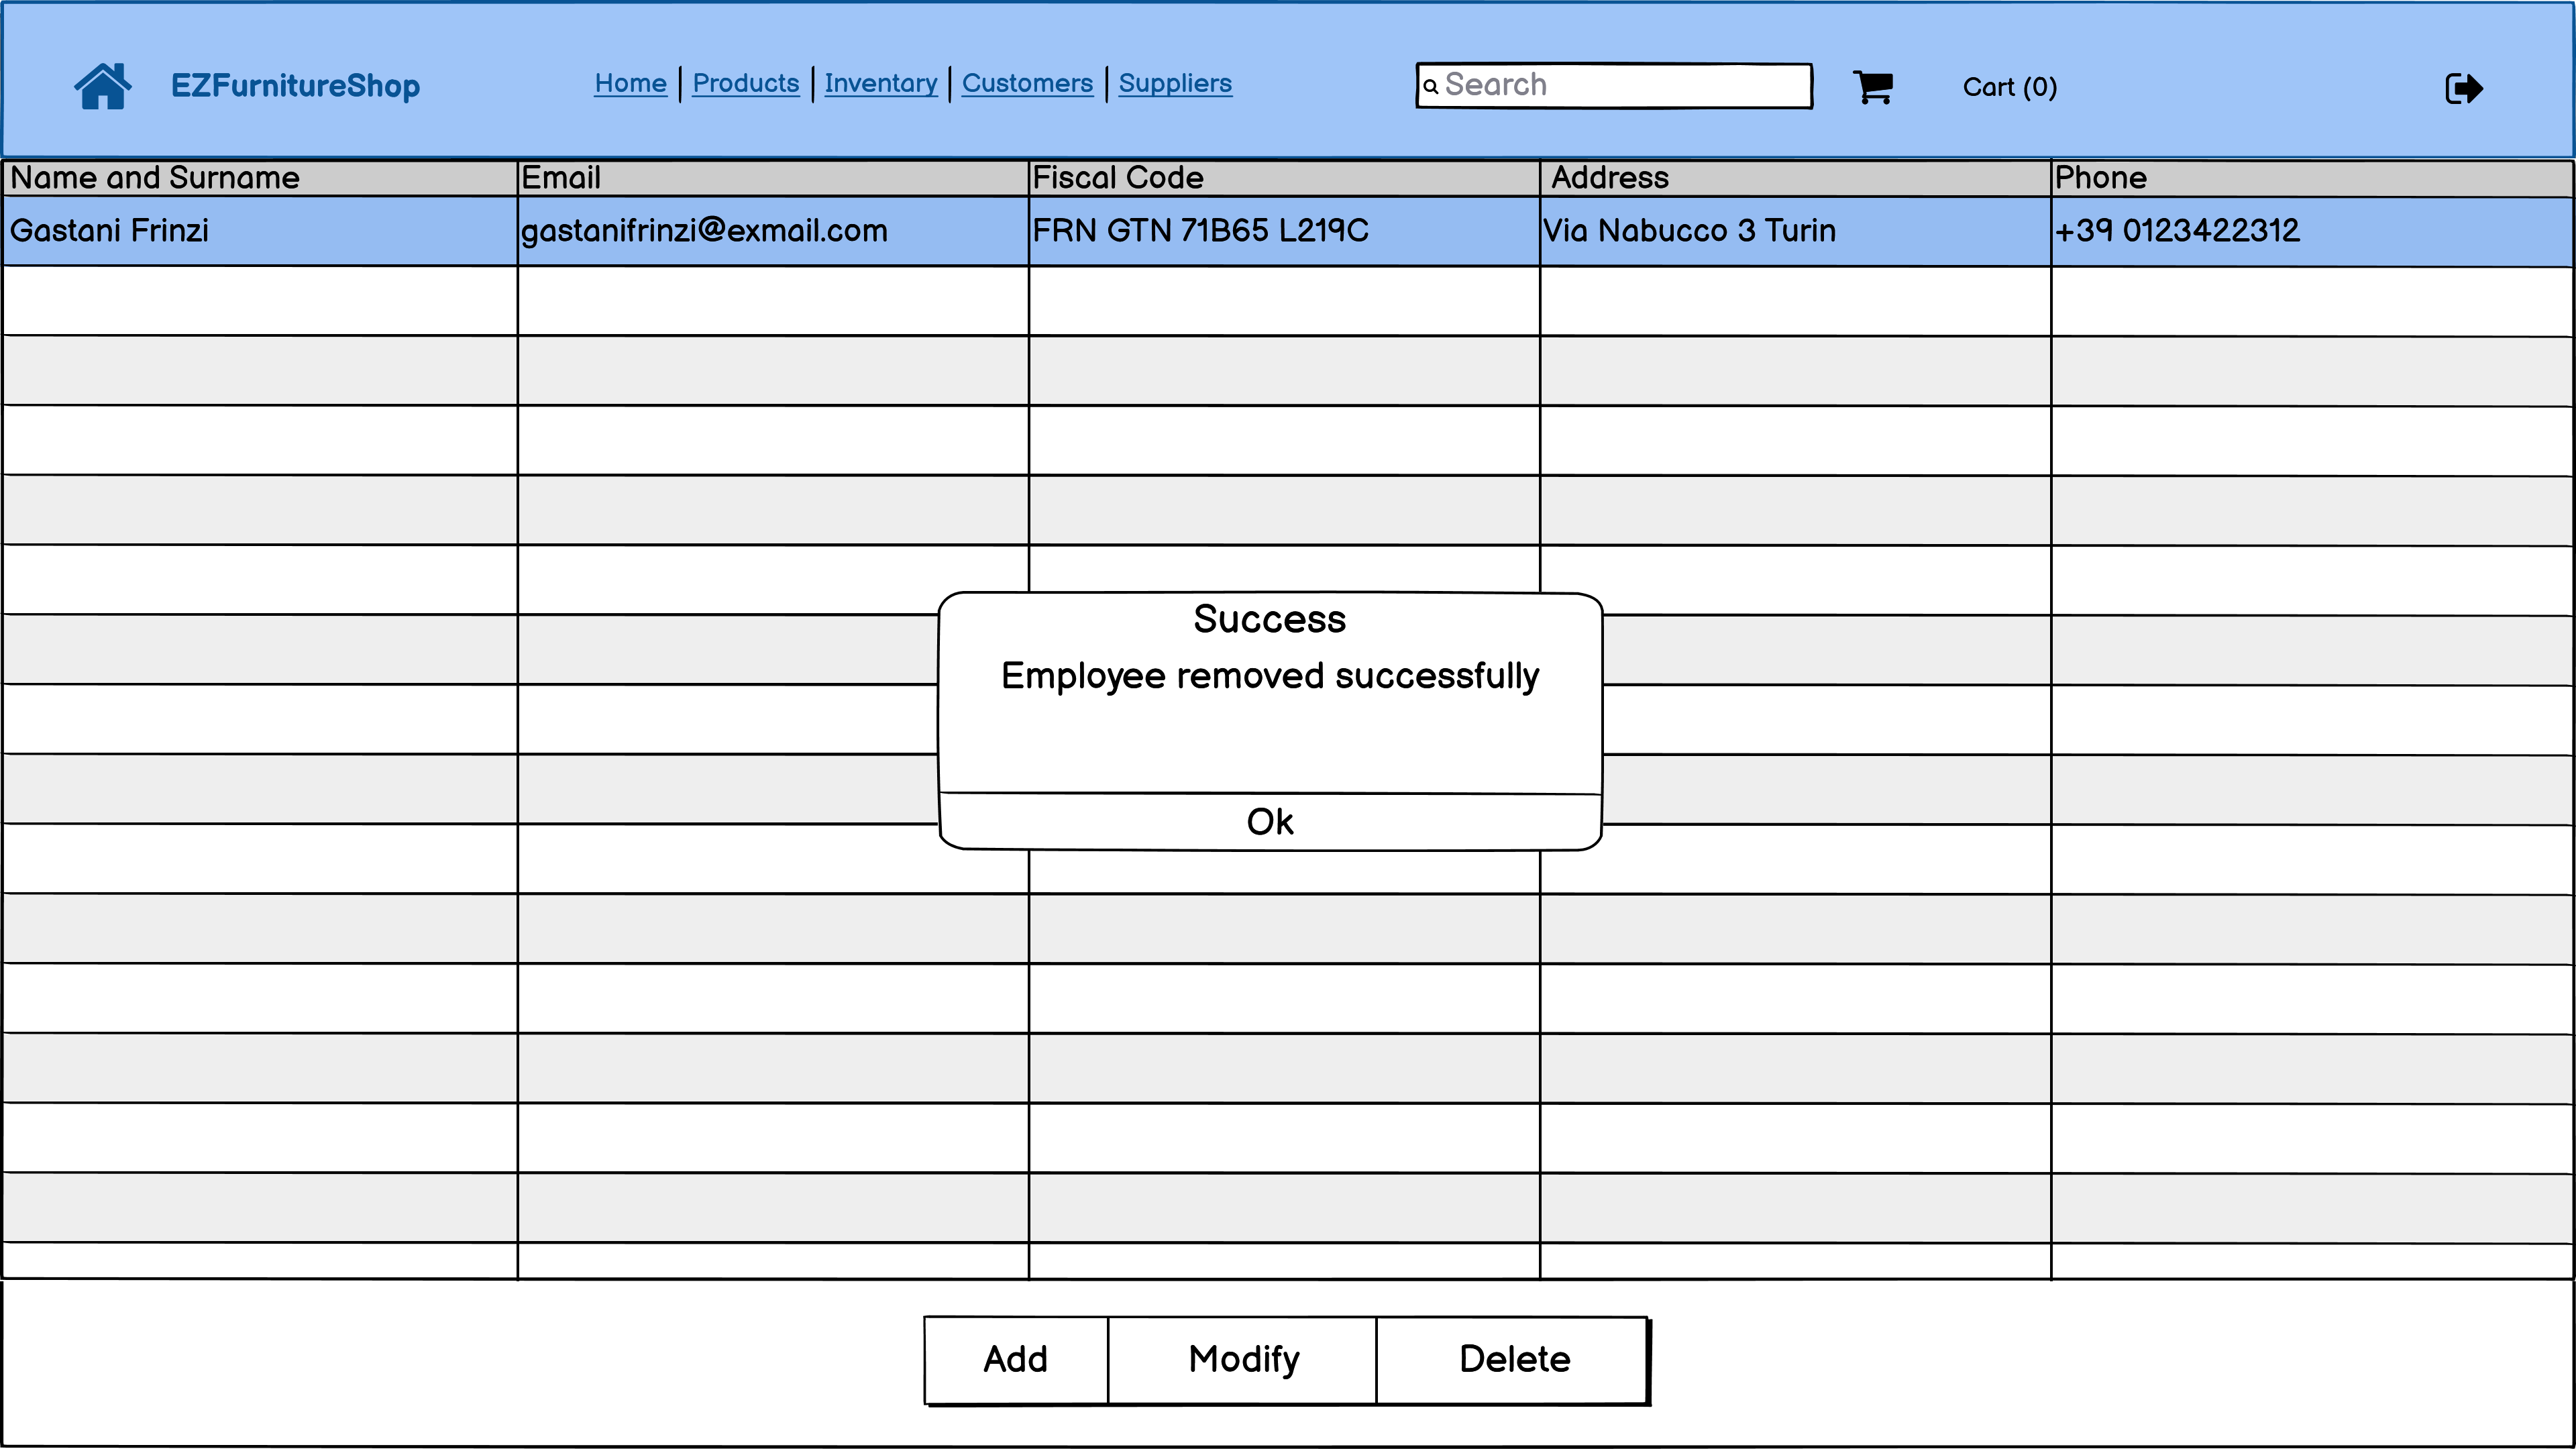 EZFurnitureShop
Home | Products | Inventory | Customers | Suppliers
Search
Cart (0)
Name and Surname Email Fiscal Code Address Phone
Gastani Frinzi gastanifrinzi@exmail.com FRN GTN 71B65 L219C Via Nabucco 3 Turin +39 0123422312
Success
Employee removed successfully
Ok
Add Modify Delete